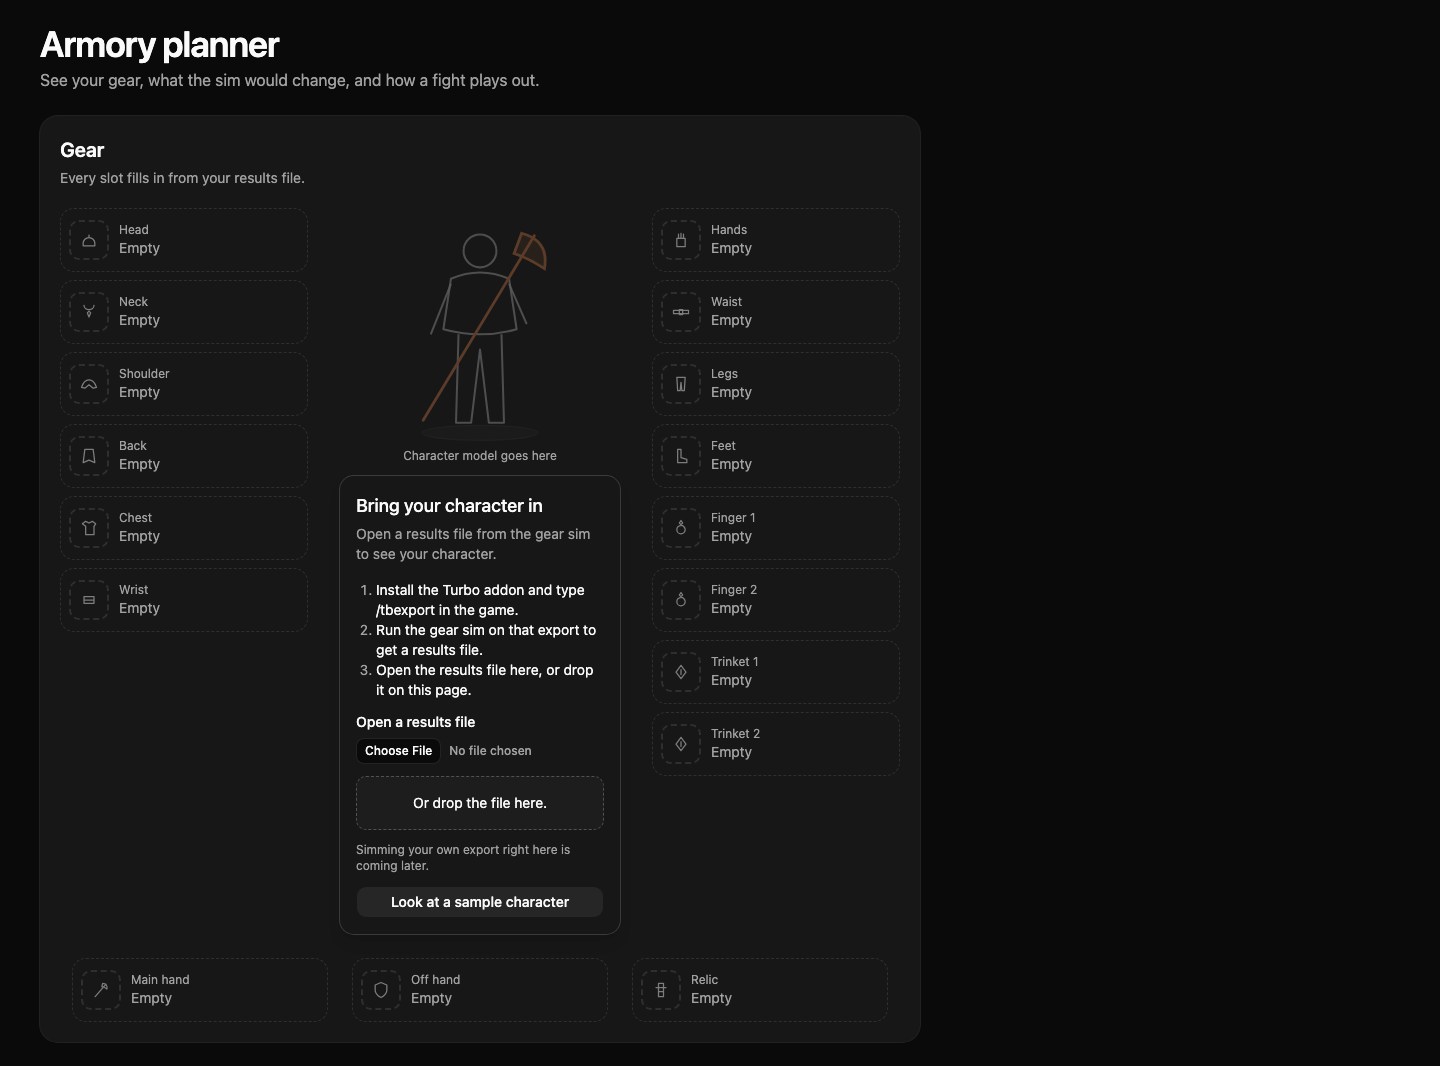 Armory planner
See your gear, what the sim would change, and how a fight plays out.
Gear
Every slot fills in from your results file.
Head
Empty
Neck
Empty
Shoulder
Empty
Back
Empty
Chest
Empty
Wrist
Empty
Character model goes here
Bring your character in
Open a results file from the gear sim
to see your character.
1. Install the Turbo addon and type
/tbexport in the game.
2. Run the gear sim on that export to
get a results file.
3. Open the results file here, or drop
it on this page.
Open a results file
Choose File No file chosen
Or drop the file here.
Simming your own export right here is
coming later.
Look at a sample character
Hands
Empty
Waist
Empty
Legs
Empty
Feet
Empty
Finger 1
Empty
Finger 2
Empty
Trinket 1
Empty
Trinket 2
Empty
Main hand
Empty
Off hand
Empty
Relic
Empty